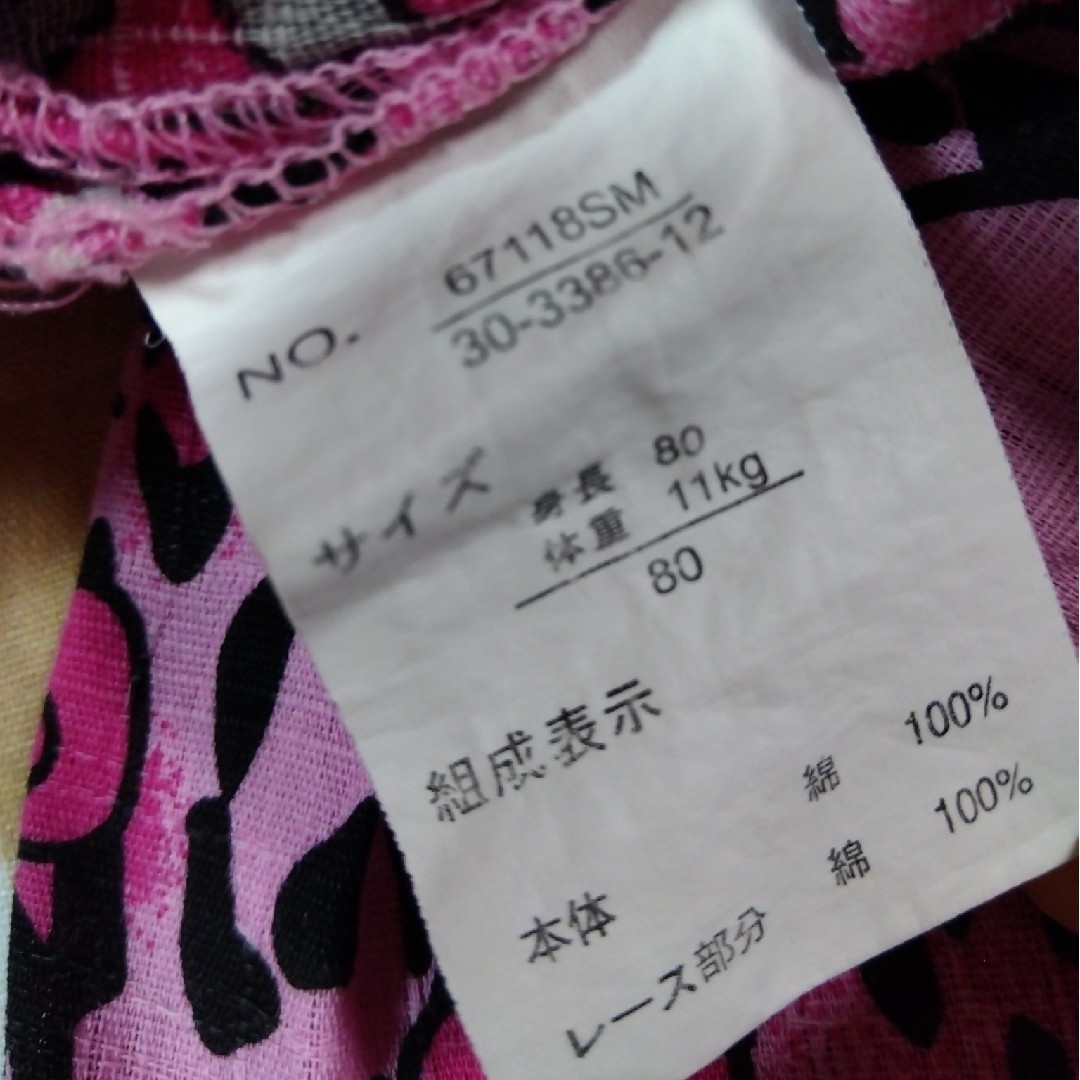 NO. 67118SM
30-3386-12
サイズ 身長 80
体重 11kg
80
組成表示
本体 綿 100%
レース部分 綿 100%